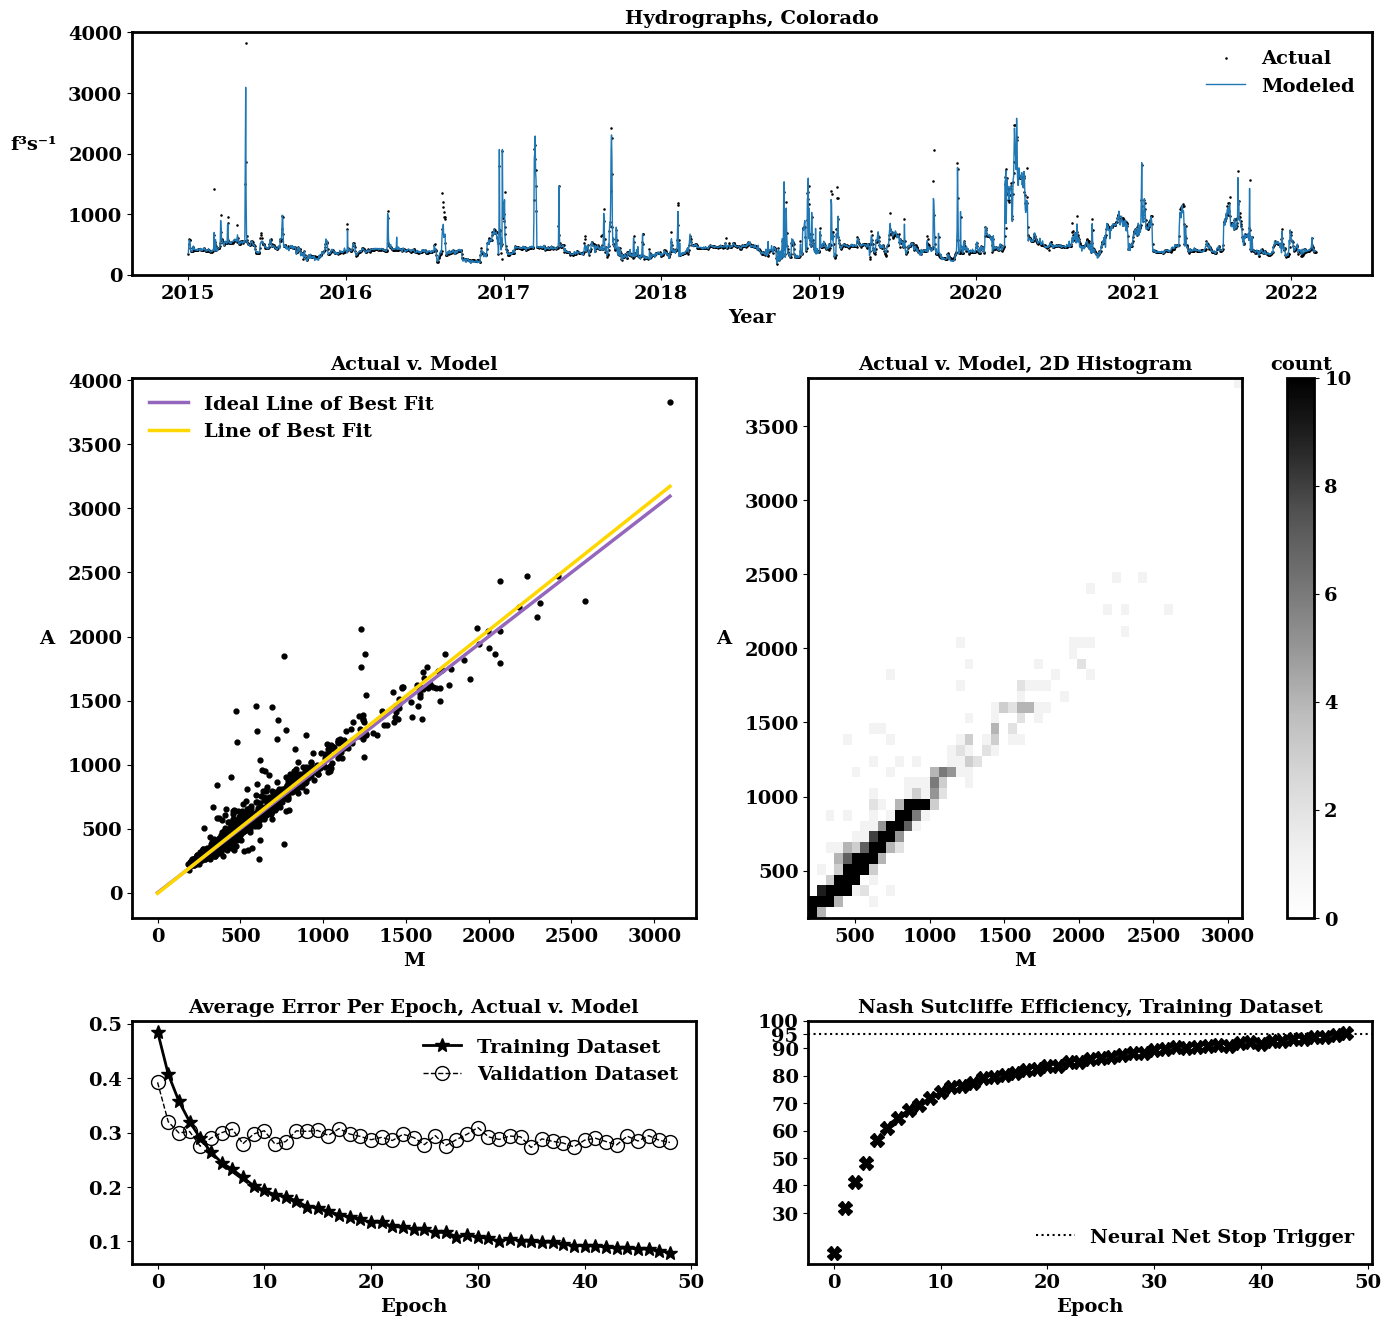 Hydrographs, Colorado
4000
3000
2000
1000
0
f³s⁻¹
Actual
Modeled
2015 2016 2017 2018 2019 2020 2021 2022
Year
Actual v. Model
4000
3500
3000
2500
2000
1500
1000
500
0
A
Ideal Line of Best Fit
Line of Best Fit
0 500 1000 1500 2000 2500 3000
M
Actual v. Model, 2D Histogram
3500
3000
2500
2000
1500
1000
500
A
500 1000 1500 2000 2500 3000
M
count
10
8
6
4
2
0
Average Error Per Epoch, Actual v. Model
0.5
0.4
0.3
0.2
0.1
Training Dataset
Validation Dataset
0 10 20 30 40 50
Epoch
Nash Sutcliffe Efficiency, Training Dataset
100
95
90
80
70
60
50
40
30
Neural Net Stop Trigger
0 10 20 30 40 50
Epoch